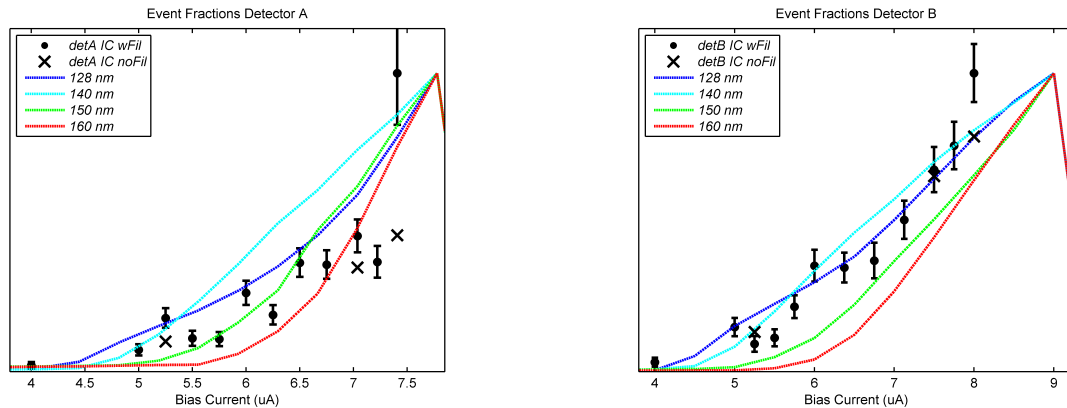 Event Fractions Detector A
detA IC wFil
detA IC noFil
128 nm
140 nm
150 nm
160 nm
4 4.5 5 5.5 6 6.5 7 7.5
Bias Current (uA)
Event Fractions Detector B
detB IC wFil
detB IC noFil
128 nm
140 nm
150 nm
160 nm
4 5 6 7 8 9
Bias Current (uA)